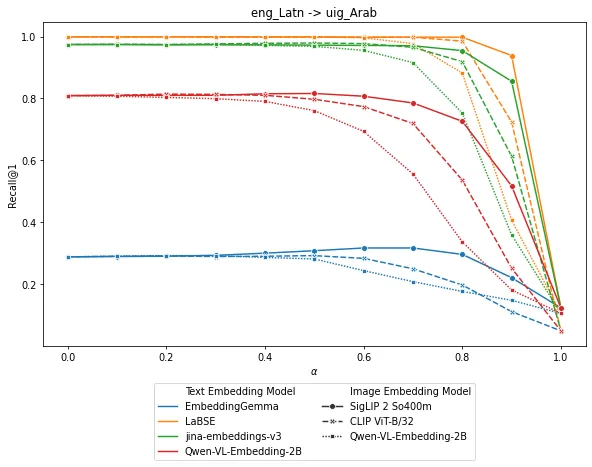 eng_Latn -> uig_Arab
1.0
0.8
0.6
0.4
0.2
Recall@1
0.0 0.2 0.4 0.6 0.8 1.0
α
Text Embedding Model Image Embedding Model
EmbeddingGemma SigLIP 2 So400m
LaBSE CLIP ViT-B/32
jina-embeddings-v3 Qwen-VL-Embedding-2B
Qwen-VL-Embedding-2B